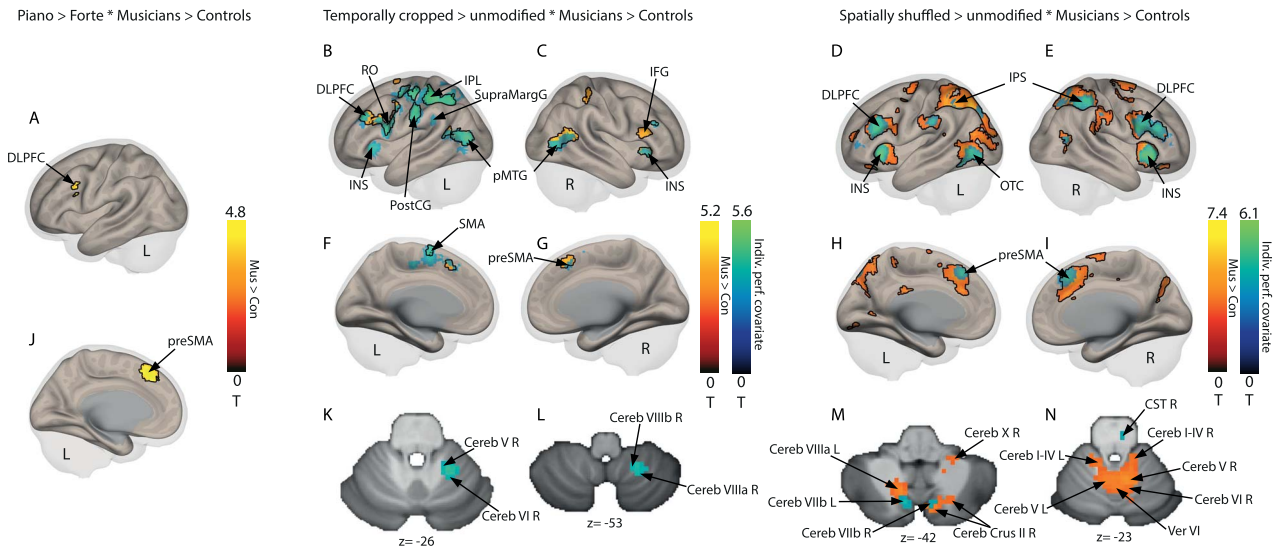 Piano > Forte * Musicians > Controls
Temporally cropped > unmodified * Musicians > Controls
Spatially shuffled > unmodified * Musicians > Controls
A
DLPFC
L
J
preSMA
L
4.8
Mus > Con
0
T
B
RO
DLPFC
IPL
SupraMargG
INS
PostCG
L
pMTG
C
IFG
R
INS
F
SMA
L
G
preSMA
R
5.2
Mus > Con
0
T
5.6
Indiv. perf. covariate
0
T
K
Cereb V R
Cereb VI R
z= -26
L
Cereb VIIIb R
Cereb VIIIa R
z= -53
D
DLPFC
IPS
INS
L
OTC
E
DLPFC
R
INS
H
preSMA
L
I
R
7.4
Mus > Con
0
T
6.1
Indiv. perf. covariate
0
T
M
Cereb VIIIa L
Cereb VIIb L
Cereb VIIb R
Cereb X R
Cereb Crus II R
z= -42
N
CST R
Cereb I-IV L
Cereb I-IV R
Cereb V R
Cereb VI R
Cereb V L
Ver VI
z= -23